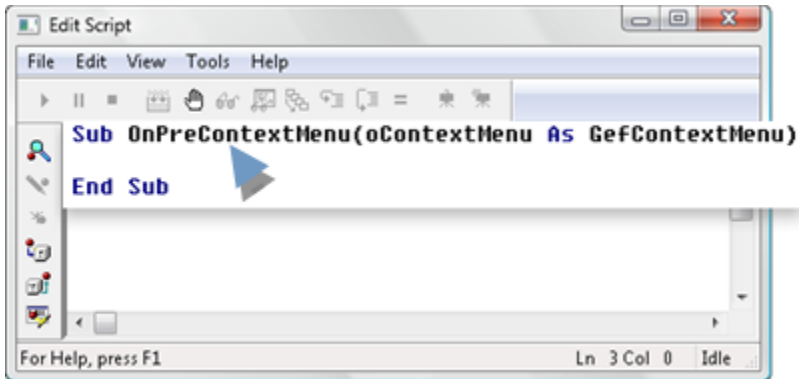 Edit Script
File Edit View Tools Help
Sub OnPreContextMenu(oContextMenu As GefContextMenu)
End Sub
For Help, press F1 Ln 3 Col 0 Idle